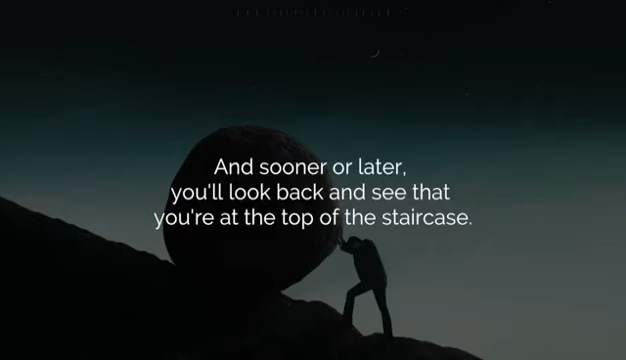 And sooner or later,
you'll look back and see that
you're at the top of the staircase.